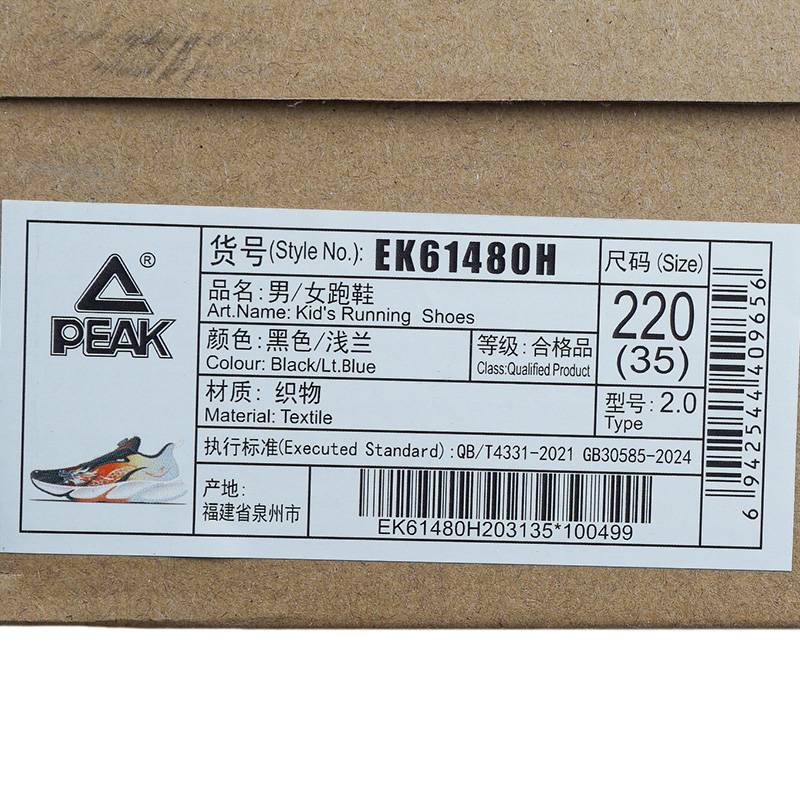 ®
PEAK
货号(Style No.): EK61480H
尺码(Size)
品名:男/女跑鞋
Art.Name: Kid's Running Shoes
220
(35)
颜色:黑色/浅兰
Colour: Black/Lt.Blue
等级:合格品
Class:Qualified Product
材质: 织物
Material: Textile
型号: 2.0
Type
执行标准(Executed Standard):QB/T4331-2021 GB30585-2024
产地:
福建省泉州市
EK61480H203135*100499
6942544409656